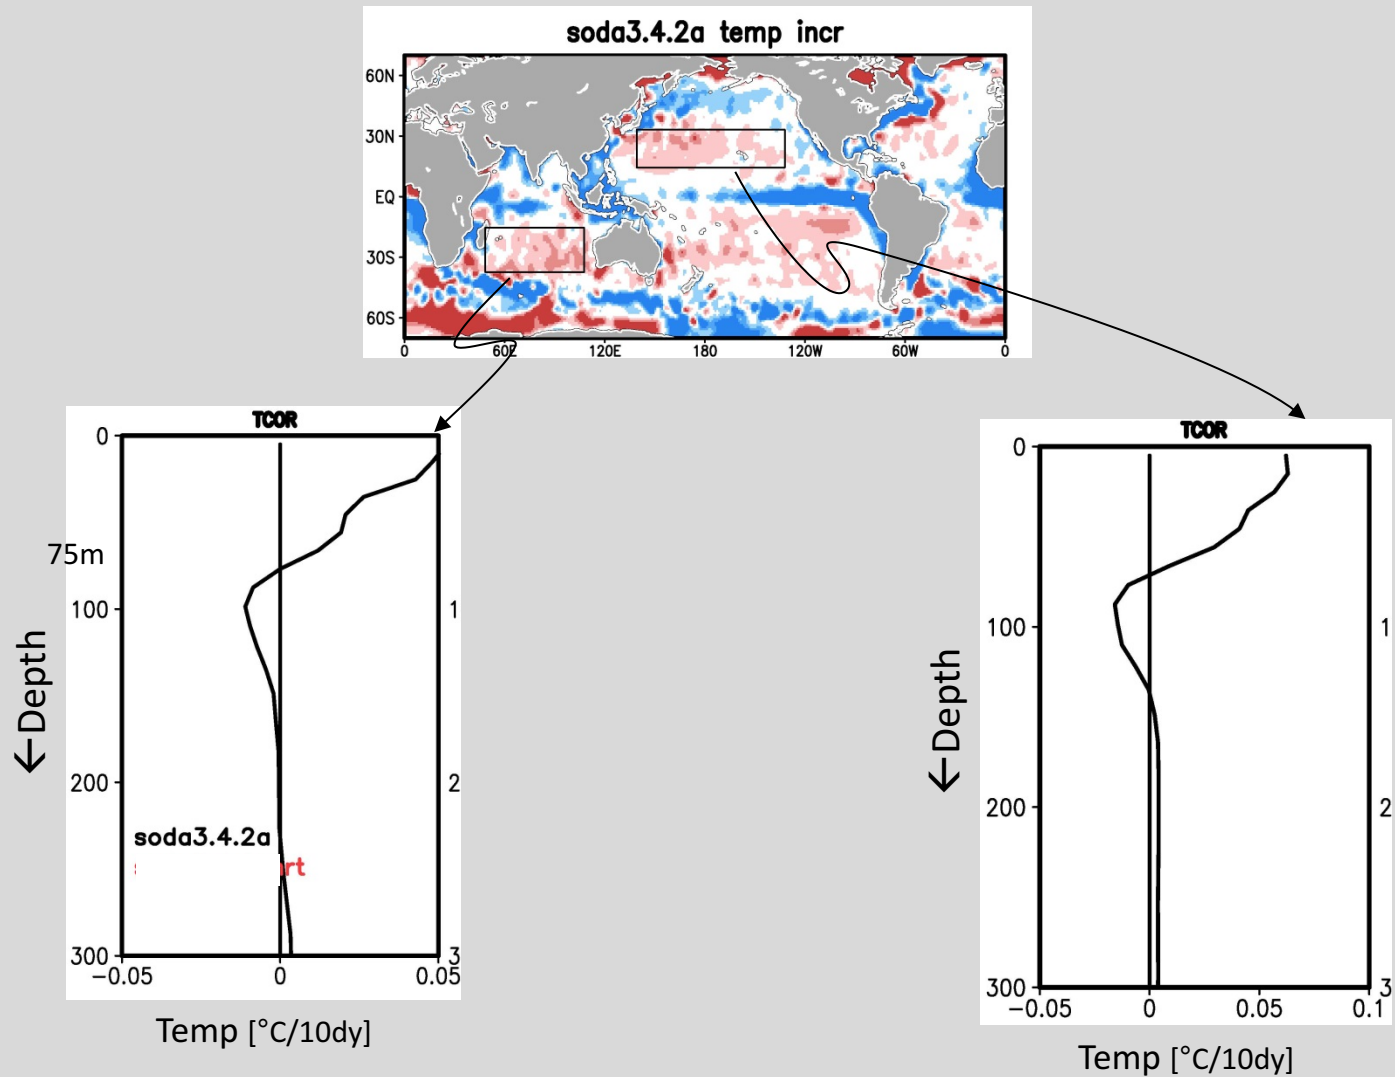 soda3.4.2a temp incr
60N
30N
EQ
30S
60S
0 60E 120E 180 120W 60W 0
TCOR
0
75m
100
200
300
1
2
3
←Depth
soda3.4.2a
rt
−0.05 0 0.05
Temp [°C/10dy]
TCOR
0
100
200
300
1
2
3
←Depth
−0.05 0 0.05 0.1
Temp [°C/10dy]